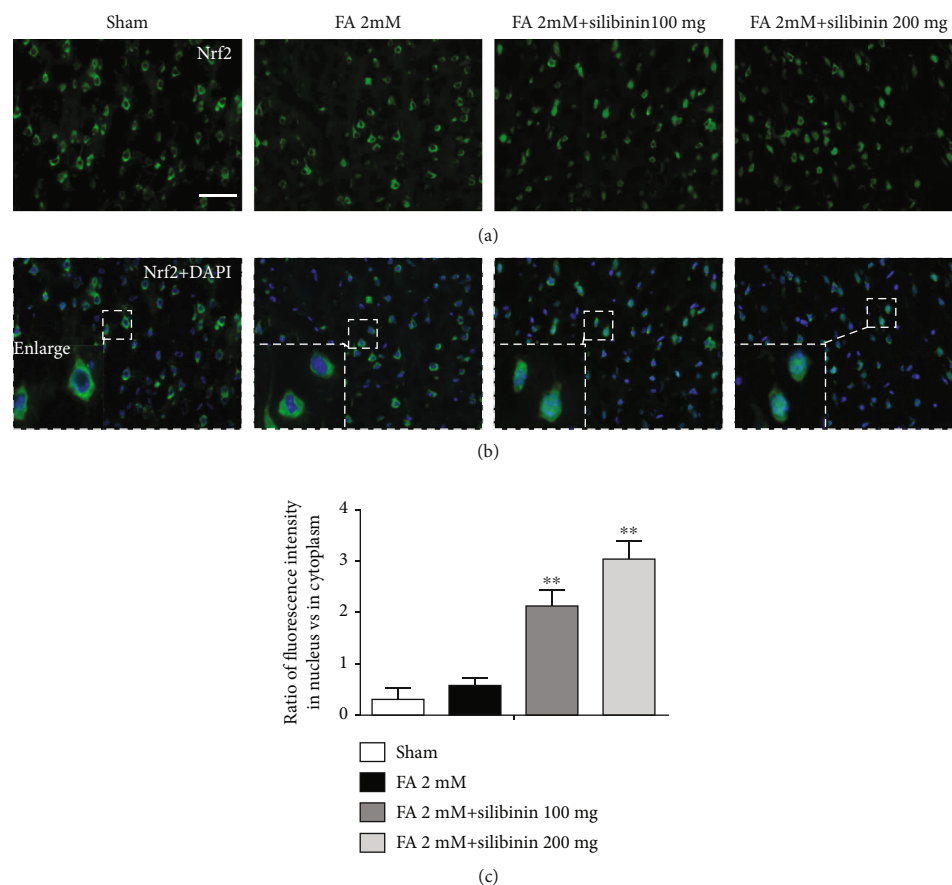 Sham
FA 2mM
FA 2mM+silibinin100 mg
FA 2mM+silibinin 200 mg
Nrf2
(a)
Nrf2+DAPI
Enlarge
(b)
Ratio of fluorescence intensity
in nucleus vs in cytoplasm
4
3
2
1
0
**
**
Sham
FA 2 mM
FA 2 mM+silibinin 100 mg
FA 2 mM+silibinin 200 mg
(c)